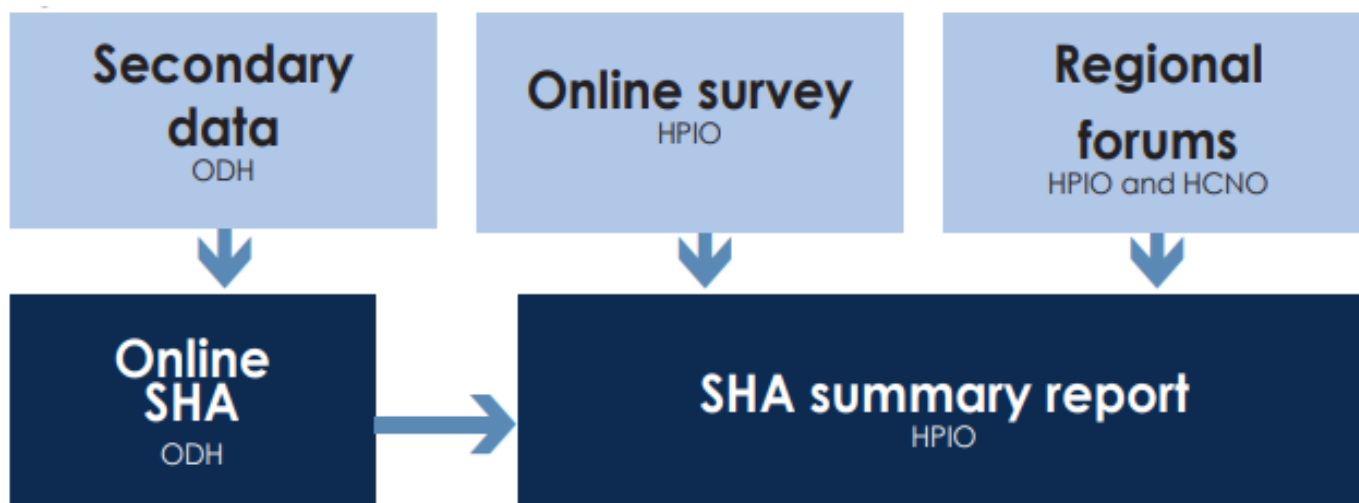 Secondary
data
ODH
Online survey
HPIO
Regional
forums
HPIO and HCNO
Online
SHA
ODH
SHA summary report
HPIO